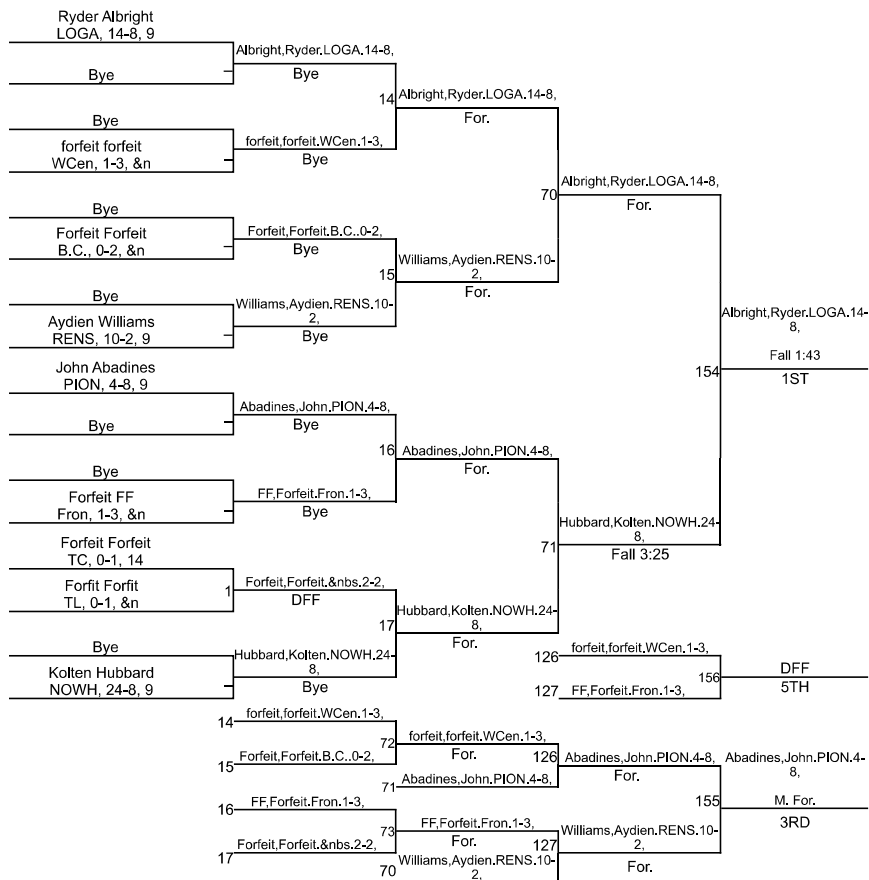 Ryder Albright
LOGA, 14-8, 9
Albright,Ryder.LOGA.14-8,
Bye
Bye
14
Albright,Ryder.LOGA.14-8,
For.
Bye
forfeit forfeit
WCen, 1-3, &n
forfeit,forfeit.WCen.1-3,
Bye
70
Albright,Ryder.LOGA.14-8,
For.
Bye
Forfeit Forfeit
B.C., 0-2, &n
Forfeit,Forfeit.B.C..0-2,
Bye
15
Williams,Aydien.RENS.10-
2,
For.
Bye
Aydien Williams
RENS, 10-2, 9
Williams,Aydien.RENS.10-
2,
Bye
154
Albright,Ryder.LOGA.14-
8,
Fall 1:43
1ST
John Abadines
PION, 4-8, 9
Abadines,John.PION.4-8,
Bye
Bye
16
Abadines,John.PION.4-8,
For.
Bye
Forfeit FF
Fron, 1-3, &n
FF,Forfeit.Fron.1-3,
Bye
71
Hubbard,Kolten.NOWH.24-
8,
Fall 3:25
Forfeit Forfeit
TC, 0-1, 14
Forfit Forfit
TL, 0-1, &n
1
Forfeit,Forfeit.&nbs.2-2,
DFF
17
Hubbard,Kolten.NOWH.24-
8,
For.
Bye
Kolten Hubbard
NOWH, 24-8, 9
Hubbard,Kolten.NOWH.24-
8,
Bye
126
forfeit,forfeit.WCen.1-3,
156
DFF
5TH
127
FF,Forfeit.Fron.1-3,
14
forfeit,forfeit.WCen.1-3,
72
forfeit,forfeit.WCen.1-3,
For.
15
Forfeit,Forfeit.B.C..0-2,
126
Abadines,John.PION.4-8,
For.
71
Abadines,John.PION.4-8,
155
Abadines,John.PION.4-
8,
M. For.
3RD
16
FF,Forfeit.Fron.1-3,
73
FF,Forfeit.Fron.1-3,
For.
17
Forfeit,Forfeit.&nbs.2-2,
127
Williams,Aydien.RENS.10-
2,
For.
70
Williams,Aydien.RENS.10-
2,